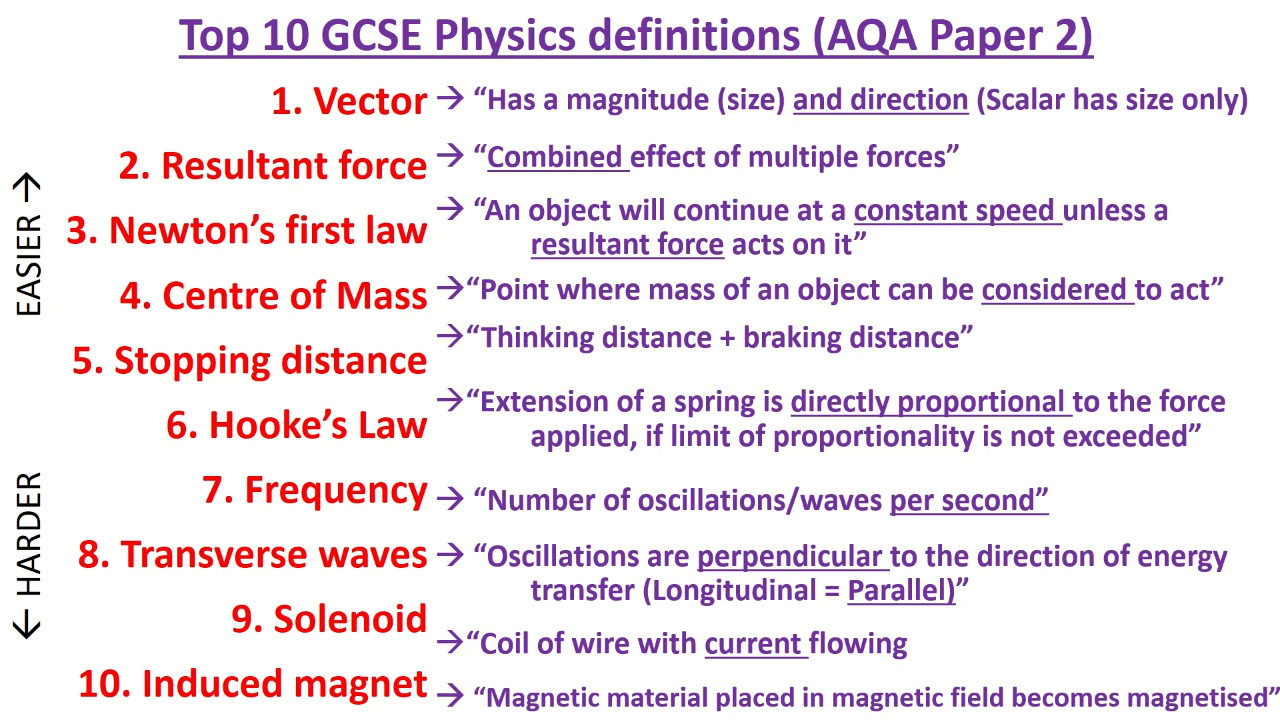 Top 10 GCSE Physics definitions (AQA Paper 2)
1. Vector → “Has a magnitude (size) and direction (Scalar has size only)
2. Resultant force → “Combined effect of multiple forces”
3. Newton’s first law → “An object will continue at a constant speed unless a
resultant force acts on it”
4. Centre of Mass → “Point where mass of an object can be considered to act”
5. Stopping distance → “Thinking distance + braking distance”
6. Hooke’s Law → “Extension of a spring is directly proportional to the force
applied, if limit of proportionality is not exceeded”
7. Frequency → “Number of oscillations/waves per second”
8. Transverse waves → “Oscillations are perpendicular to the direction of energy
transfer (Longitudinal = Parallel)”
9. Solenoid → “Coil of wire with current flowing
10. Induced magnet → “Magnetic material placed in magnetic field becomes magnetised”
EASIER →
← HARDER